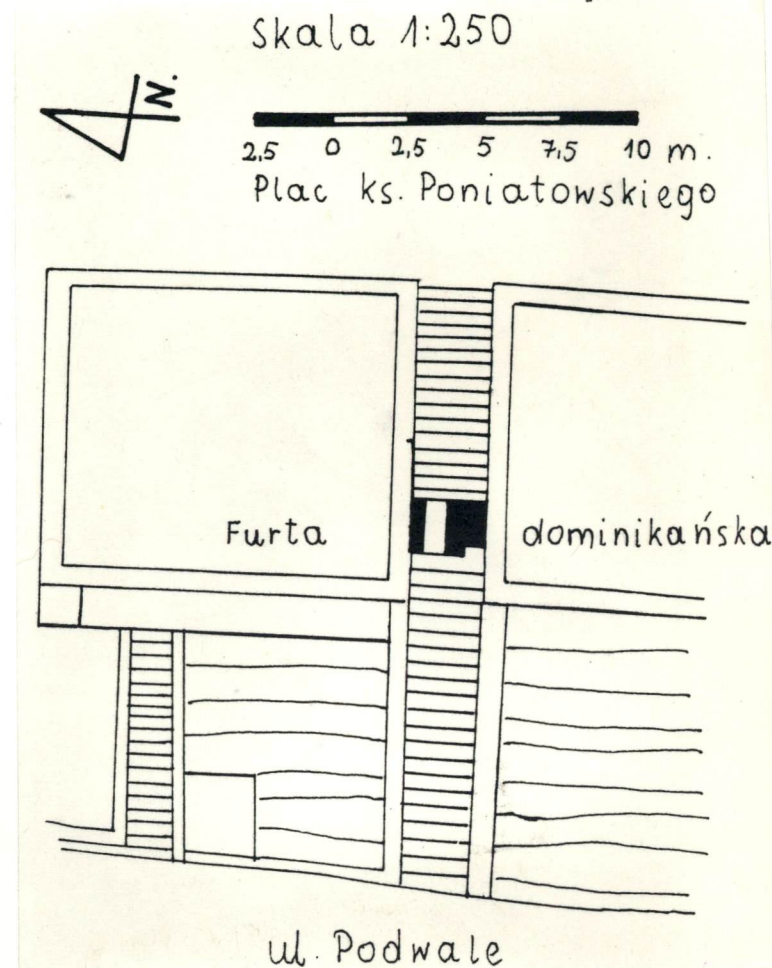 Skala 1:250
N.
2,5 0 2,5 5 7,5 10 m.
Plac ks. Poniatowskiego
Furta dominikańska
ul. Podwale